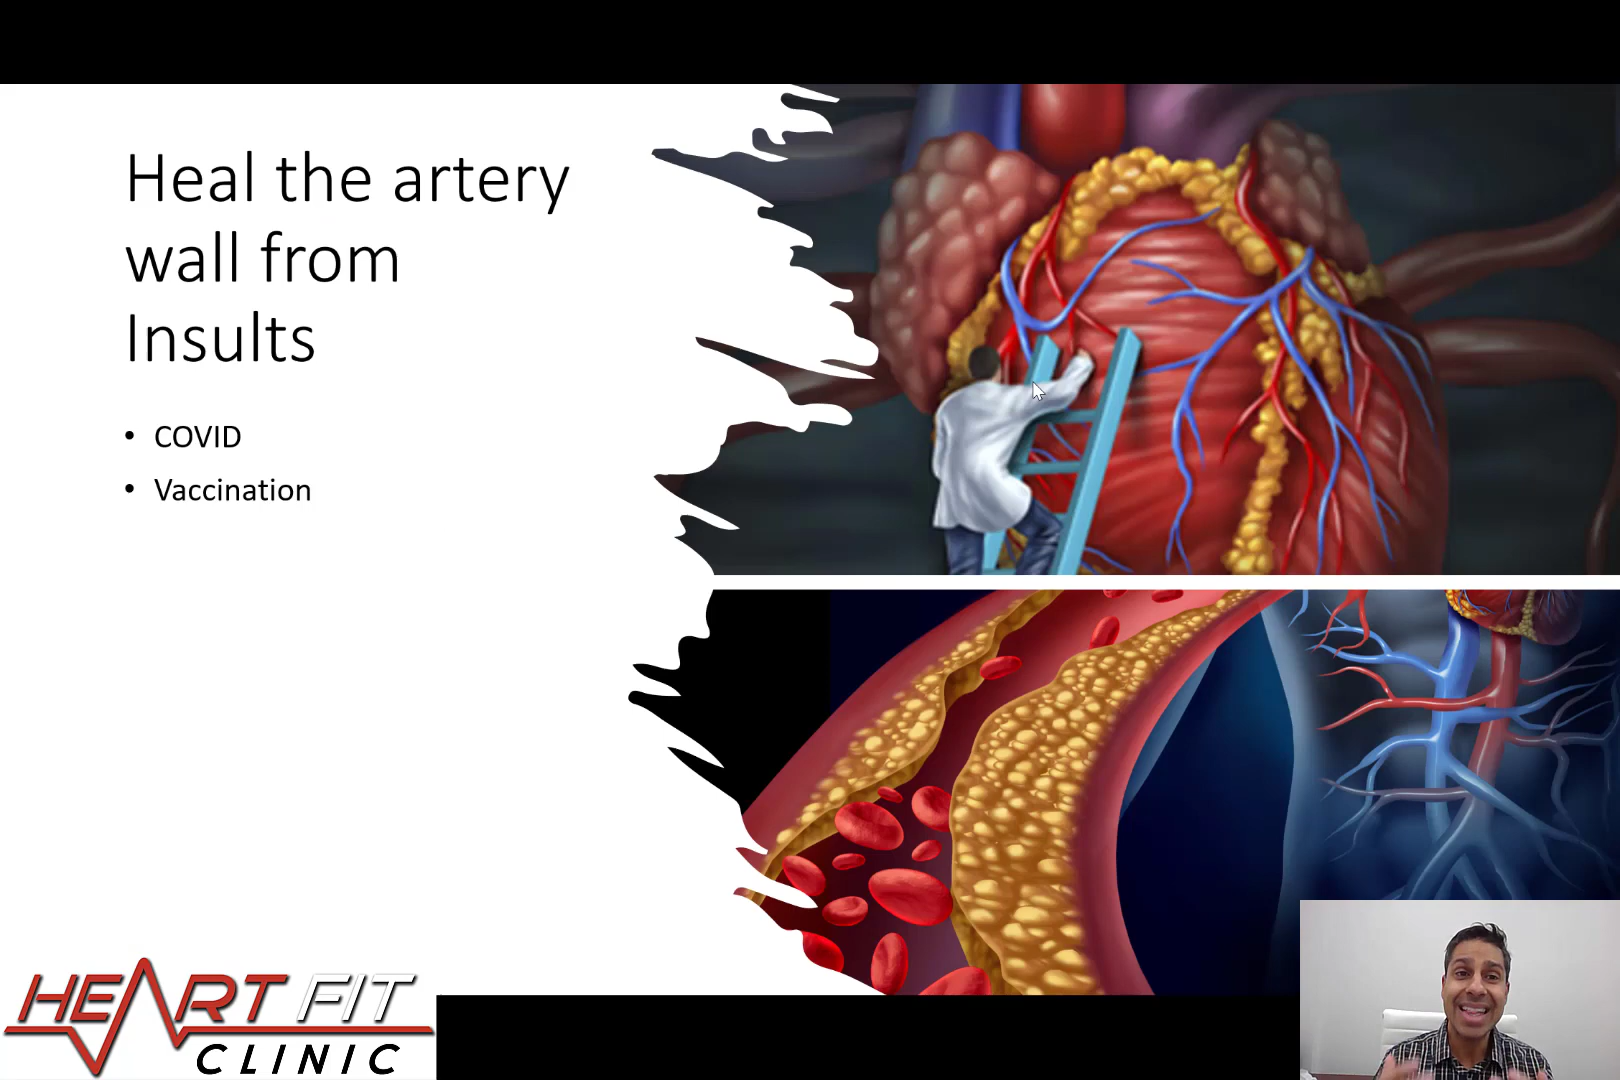 Heal the artery
wall from
Insults
• COVID
• Vaccination
HEART FIT
CLINIC